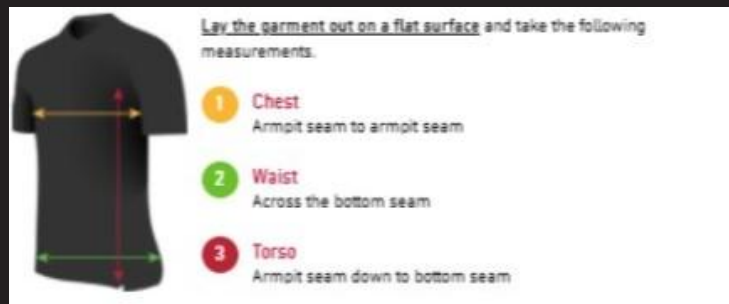 Lay the garment out on a flat surface and take the following
measurements.
1 Chest
Armpit seam to armpit seam
2 Waist
Across the bottom seam
3 Torso
Armpit seam down to bottom seam